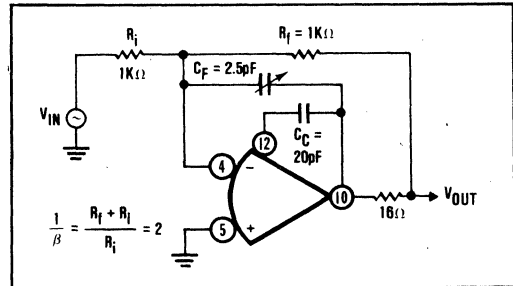 Ri
1KΩ
Rf = 1KΩ
CF = 2.5pF
VIN
~
12
CC =
20pF
4
−
5
+
10
16Ω
VOUT
1/β = (Rf + Ri)/Ri = 2